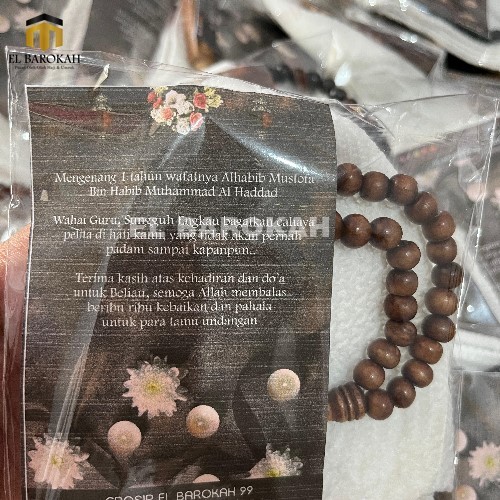 EL BAROKAH
Mengenang 1 tahun wafatnya Alhabib Mustofa
Bin Habib Muhammad Al Haddad
Wahai Guru, Sungguh Engkau bagaikan cahaya
pelita di hati kami, yang tidak akan pernah
padam sampai kapanpun..
BAROKAH
Terima kasih atas kehadiran dan do'a
untuk Beliau, semoga Allah membalas
beribu ribu kebaikan dan pahala
untuk para tamu undangan
GROSIR EL BAROKAH 99